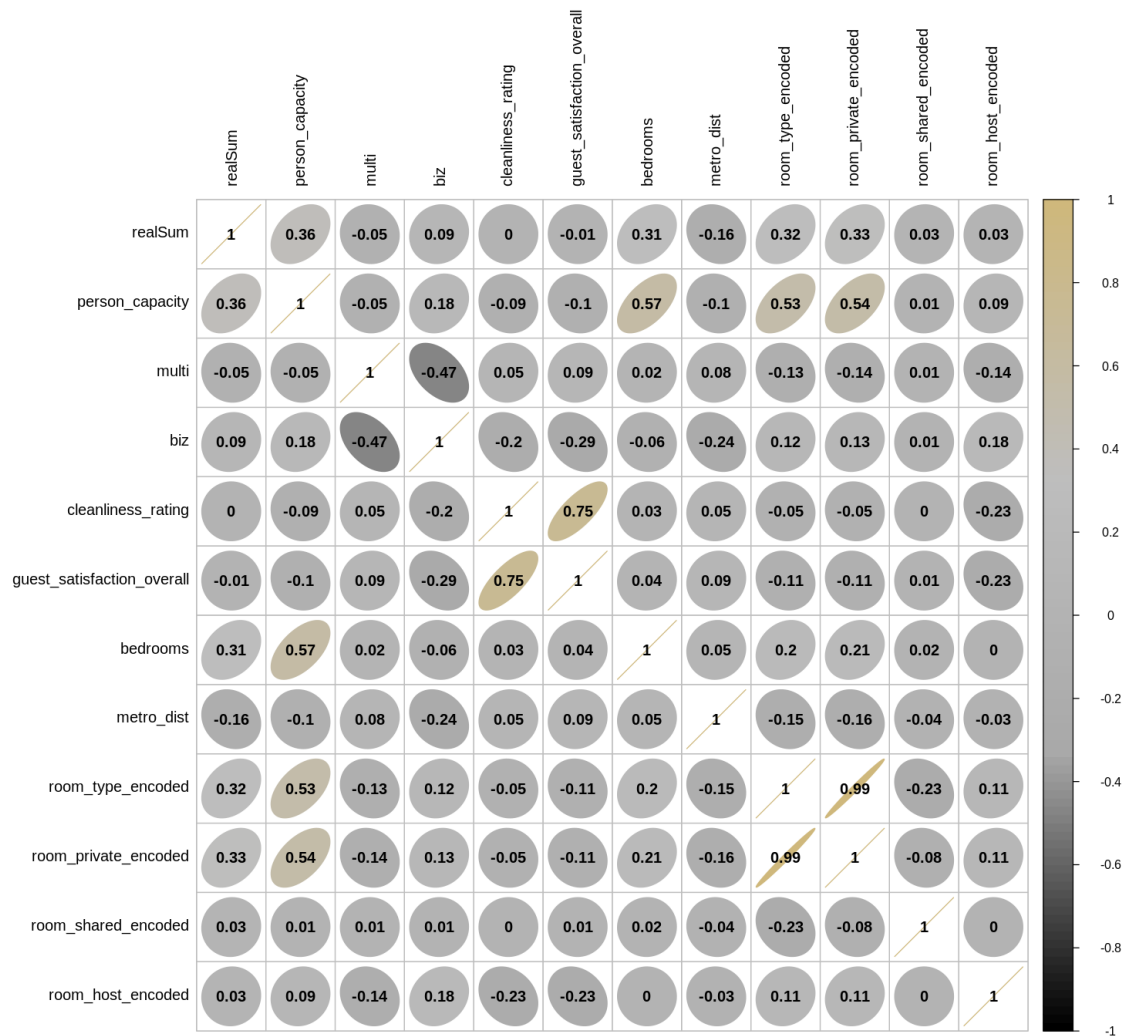 realSum person_capacity multi biz cleanliness_rating guest_satisfaction_overall bedrooms metro_dist room_type_encoded room_private_encoded room_shared_encoded room_host_encoded
realSum 1 0.36 -0.05 0.09 0 -0.01 0.31 -0.16 0.32 0.33 0.03 0.03
person_capacity 0.36 1 -0.05 0.18 -0.09 -0.1 0.57 -0.1 0.53 0.54 0.01 0.09
multi -0.05 -0.05 1 -0.47 0.05 0.09 0.02 0.08 -0.13 -0.14 0.01 -0.14
biz 0.09 0.18 -0.47 1 -0.2 -0.29 -0.06 -0.24 0.12 0.13 0.01 0.18
cleanliness_rating 0 -0.09 0.05 -0.2 1 0.75 0.03 0.05 -0.05 -0.05 0 -0.23
guest_satisfaction_overall -0.01 -0.1 0.09 -0.29 0.75 1 0.04 0.09 -0.11 -0.11 0.01 -0.23
bedrooms 0.31 0.57 0.02 -0.06 0.03 0.04 1 0.05 0.2 0.21 0.02 0
metro_dist -0.16 -0.1 0.08 -0.24 0.05 0.09 0.05 1 -0.15 -0.16 -0.04 -0.03
room_type_encoded 0.32 0.53 -0.13 0.12 -0.05 -0.11 0.2 -0.15 1 0.99 -0.23 0.11
room_private_encoded 0.33 0.54 -0.14 0.13 -0.05 -0.11 0.21 -0.16 0.99 1 -0.08 0.11
room_shared_encoded 0.03 0.01 0.01 0.01 0 0.01 0.02 -0.04 -0.23 -0.08 1 0
room_host_encoded 0.03 0.09 -0.14 0.18 -0.23 -0.23 0 -0.03 0.11 0.11 0 1
1
0.8
0.6
0.4
0.2
0
-0.2
-0.4
-0.6
-0.8
-1